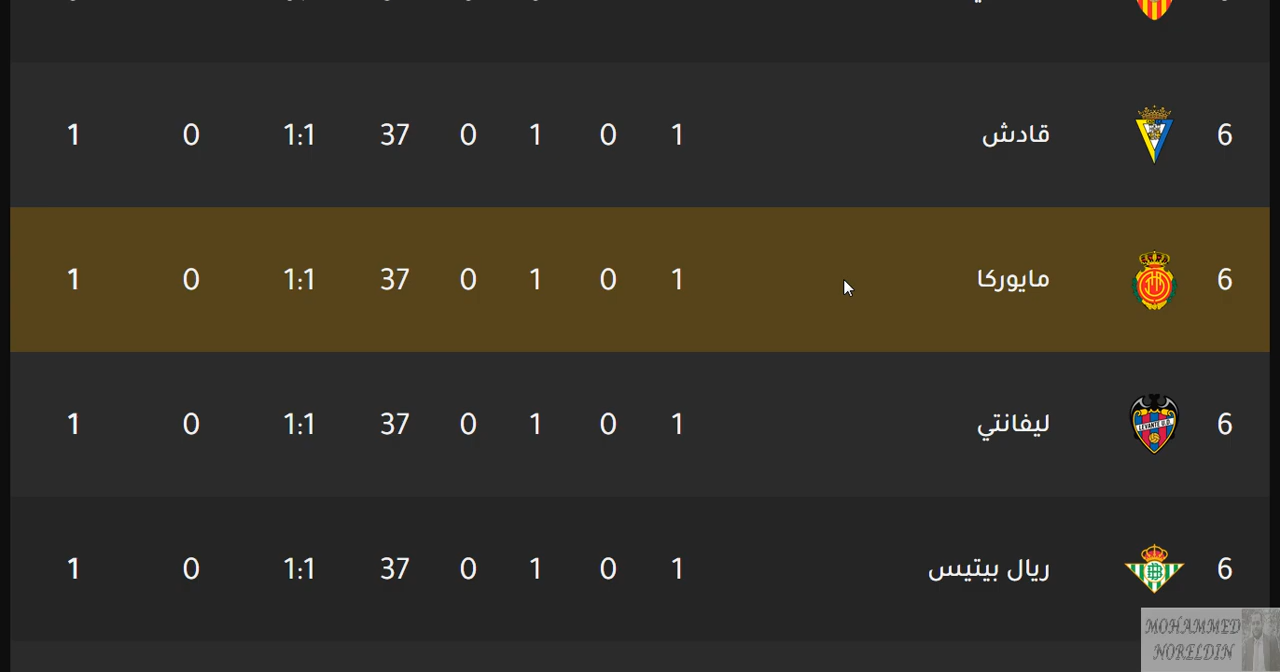 6 قادش 1 0 1 0 37 1:1 0 1
6 مايوركا 1 0 1 0 37 1:1 0 1
LEVANTE U.D.
6 ليفانتي 1 0 1 0 37 1:1 0 1
6 ريال بيتيس 1 0 1 0 37 1:1 0 1
MOHAMMED
NORELDIN